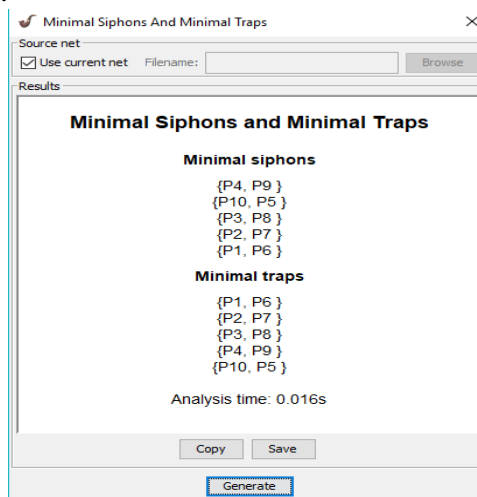 Minimal Siphons And Minimal Traps
Source net
Use current net Filename: Browse
Results
Minimal Siphons and Minimal Traps
Minimal siphons
{P4, P9 }
{P10, P5 }
{P3, P8 }
{P2, P7 }
{P1, P6 }
Minimal traps
{P1, P6 }
{P2, P7 }
{P3, P8 }
{P4, P9 }
{P10, P5 }
Analysis time: 0.016s
Copy Save
Generate